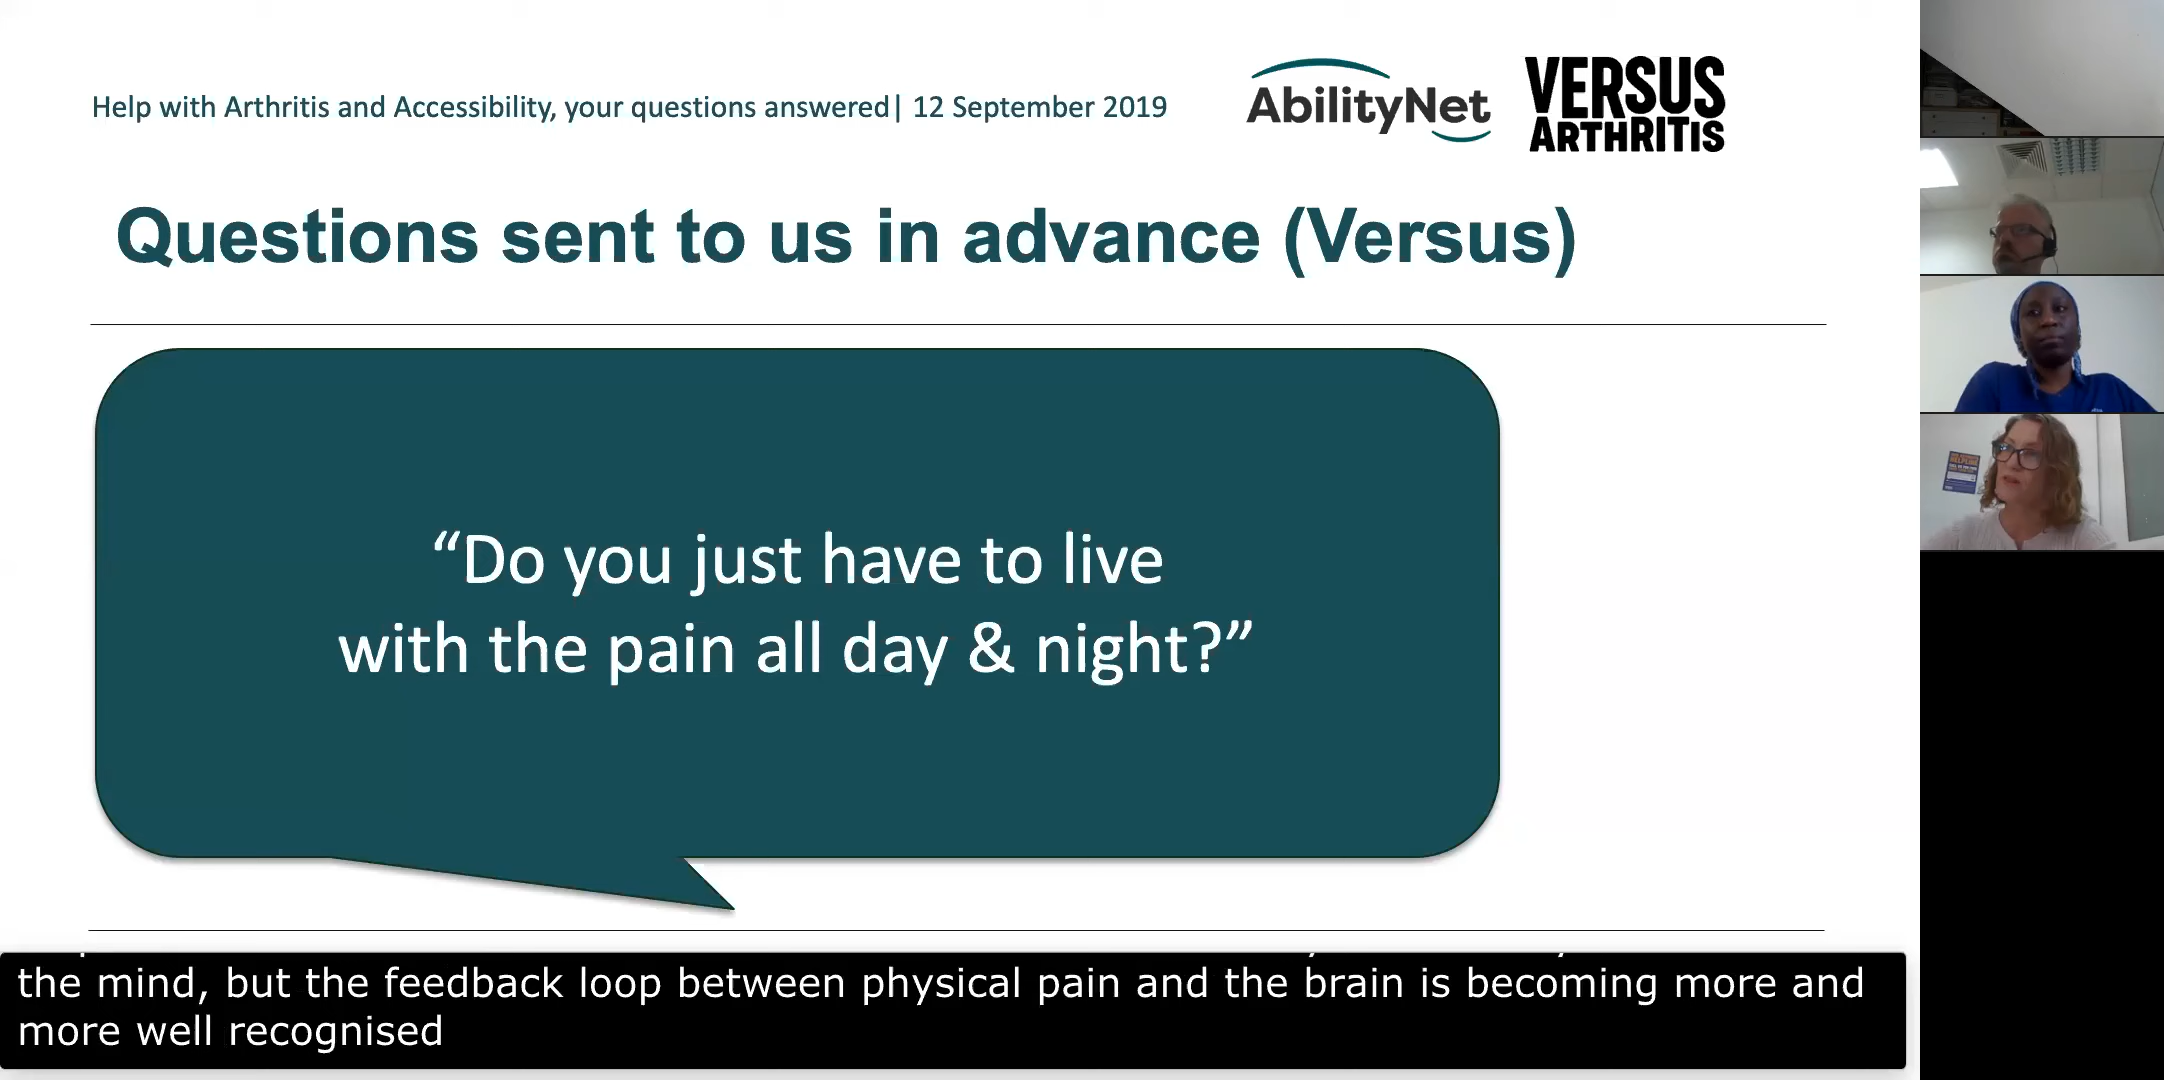 Help with Arthritis and Accessibility, your questions answered| 12 September 2019
AbilityNet
VERSUS
ARTHRITIS
Questions sent to us in advance (Versus)
“Do you just have to live
with the pain all day & night?”
the mind, but the feedback loop between physical pain and the brain is becoming more and
more well recognised